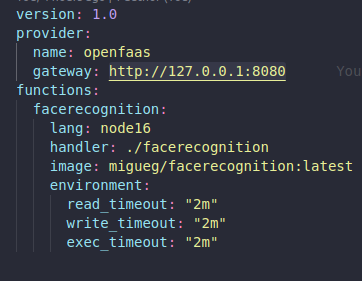 version: 1.0
provider:
  name: openfaas
  gateway: http://127.0.0.1:8080 You
functions:
  facerecognition:
    lang: node16
    handler: ./facerecognition
    image: migueg/facerecognition:latest
    environment:
      read_timeout: "2m"
      write_timeout: "2m"
      exec_timeout: "2m"